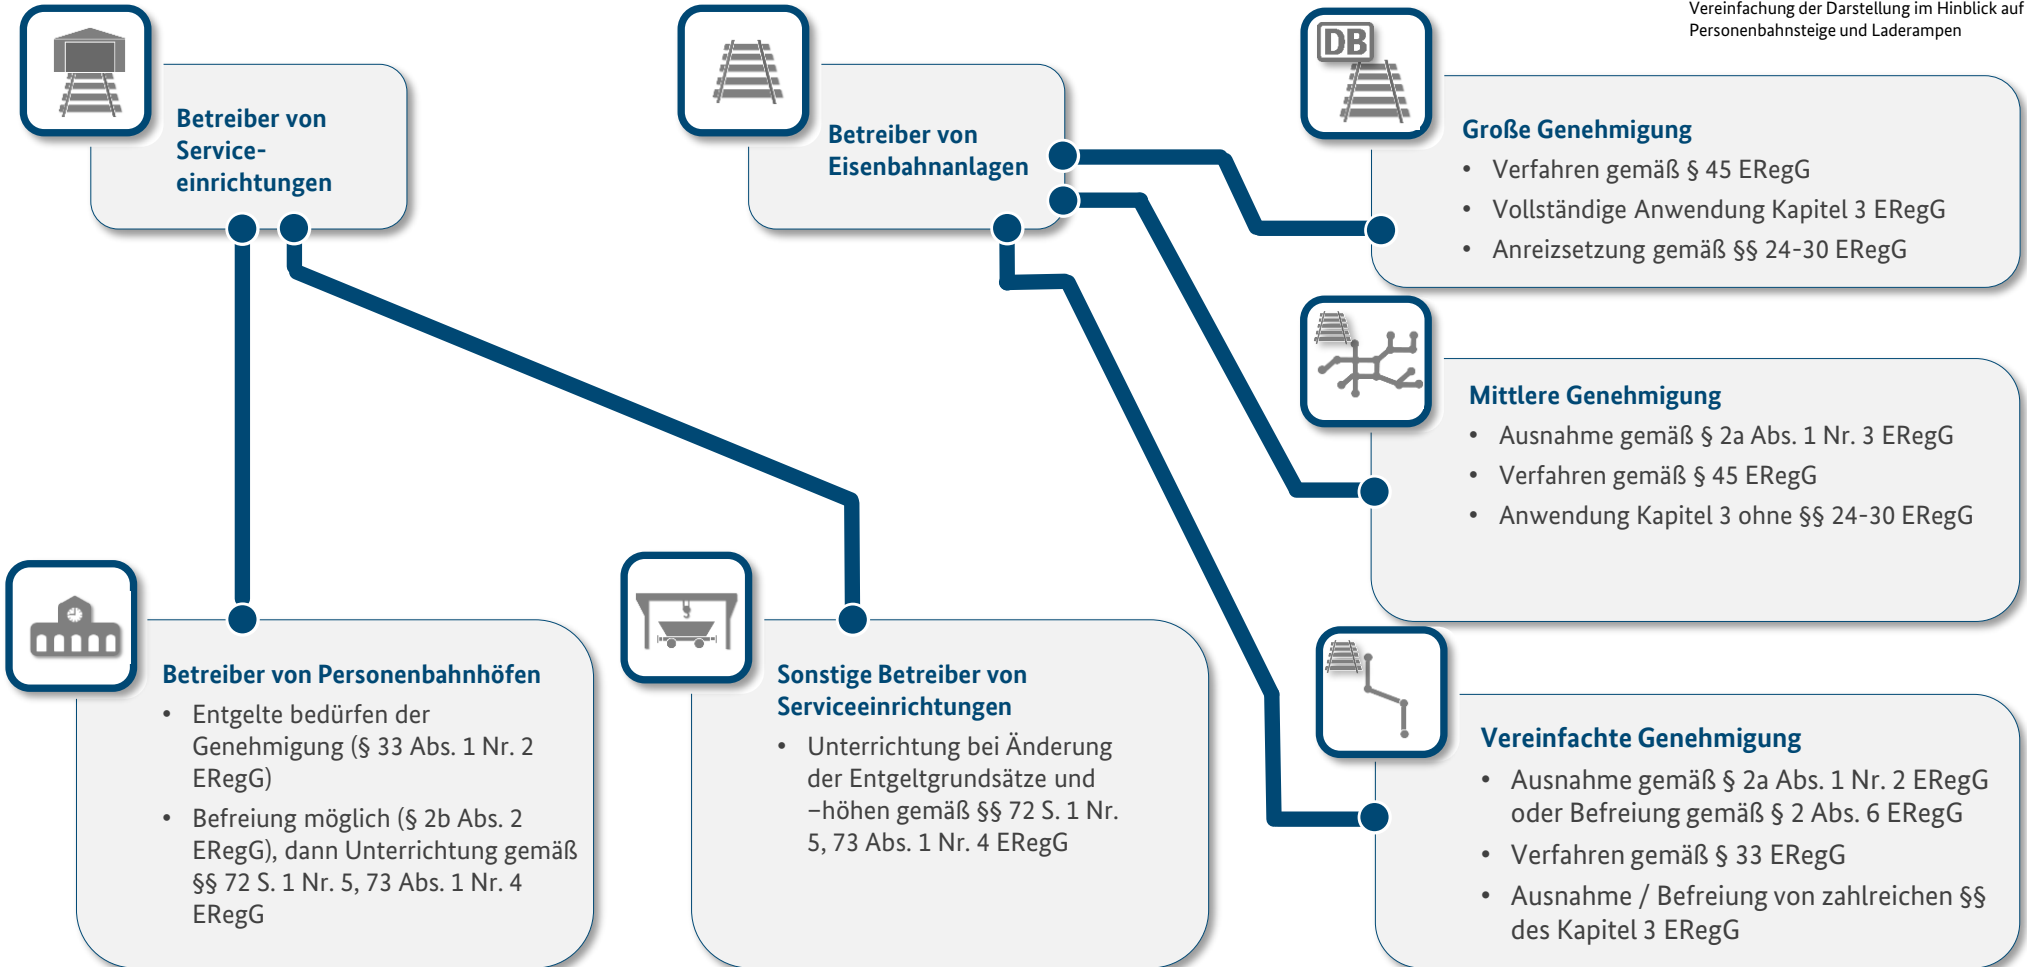 Vereinfachung der Darstellung im Hinblick auf
Personenbahnsteige und Laderampen
Betreiber von
Service-
einrichtungen
Betreiber von
Eisenbahnanlagen
DB
Große Genehmigung
• Verfahren gemäß § 45 ERegG
• Vollständige Anwendung Kapitel 3 ERegG
• Anreizsetzung gemäß §§ 24-30 ERegG
Mittlere Genehmigung
• Ausnahme gemäß § 2a Abs. 1 Nr. 3 ERegG
• Verfahren gemäß § 45 ERegG
• Anwendung Kapitel 3 ohne §§ 24-30 ERegG
Betreiber von Personenbahnhöfen
• Entgelte bedürfen der
Genehmigung (§ 33 Abs. 1 Nr. 2
ERegG)
• Befreiung möglich (§ 2b Abs. 2
ERegG), dann Unterrichtung gemäß
§§ 72 S. 1 Nr. 5, 73 Abs. 1 Nr. 4
ERegG
Sonstige Betreiber von
Serviceeinrichtungen
• Unterrichtung bei Änderung
der Entgeltgrundsätze und
–höhen gemäß §§ 72 S. 1 Nr.
5, 73 Abs. 1 Nr. 4 ERegG
Vereinfachte Genehmigung
• Ausnahme gemäß § 2a Abs. 1 Nr. 2 ERegG
oder Befreiung gemäß § 2 Abs. 6 ERegG
• Verfahren gemäß § 33 ERegG
• Ausnahme / Befreiung von zahlreichen §§
des Kapitel 3 ERegG